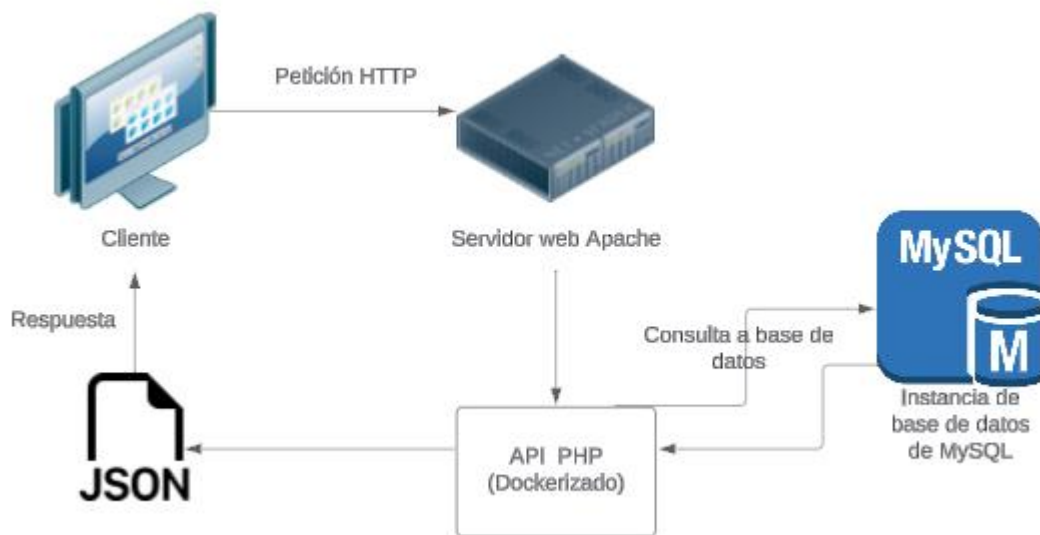 Petición HTTP
Cliente
Servidor web Apache
MySQL
M
Respuesta
Consulta a base de
datos
Instancia de
base de datos
de MySQL
JSON
API PHP
(Dockerizado)